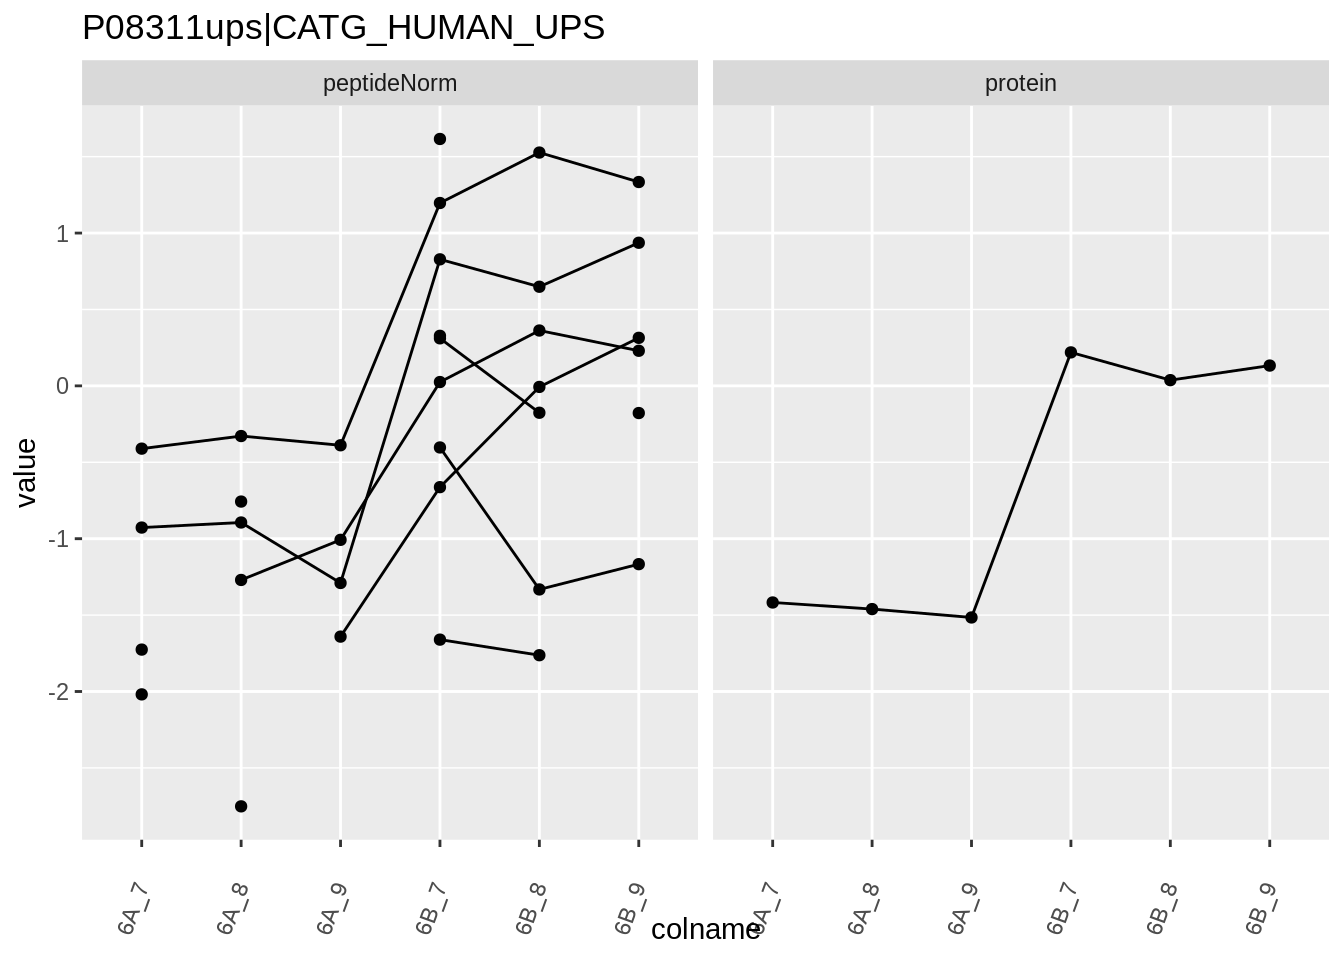 P08311ups|CATG_HUMAN_UPS
peptideNorm
protein
value
1
0
-1
-2
6A_7
6A_8
6A_9
6B_7
6B_8
6B_9
6A_7
6A_8
6A_9
6B_7
6B_8
6B_9
colname